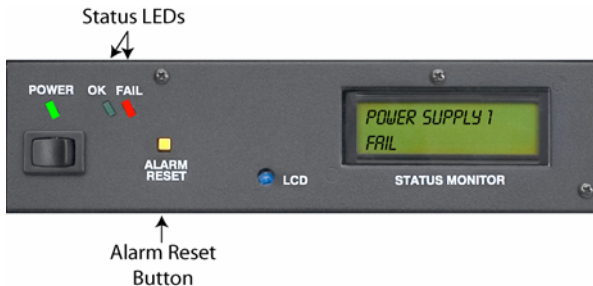 Status LEDs
POWER OK FAIL
POWER SUPPLY 1
FAIL
ALARM
RESET
LCD
STATUS MONITOR
Alarm Reset
Button